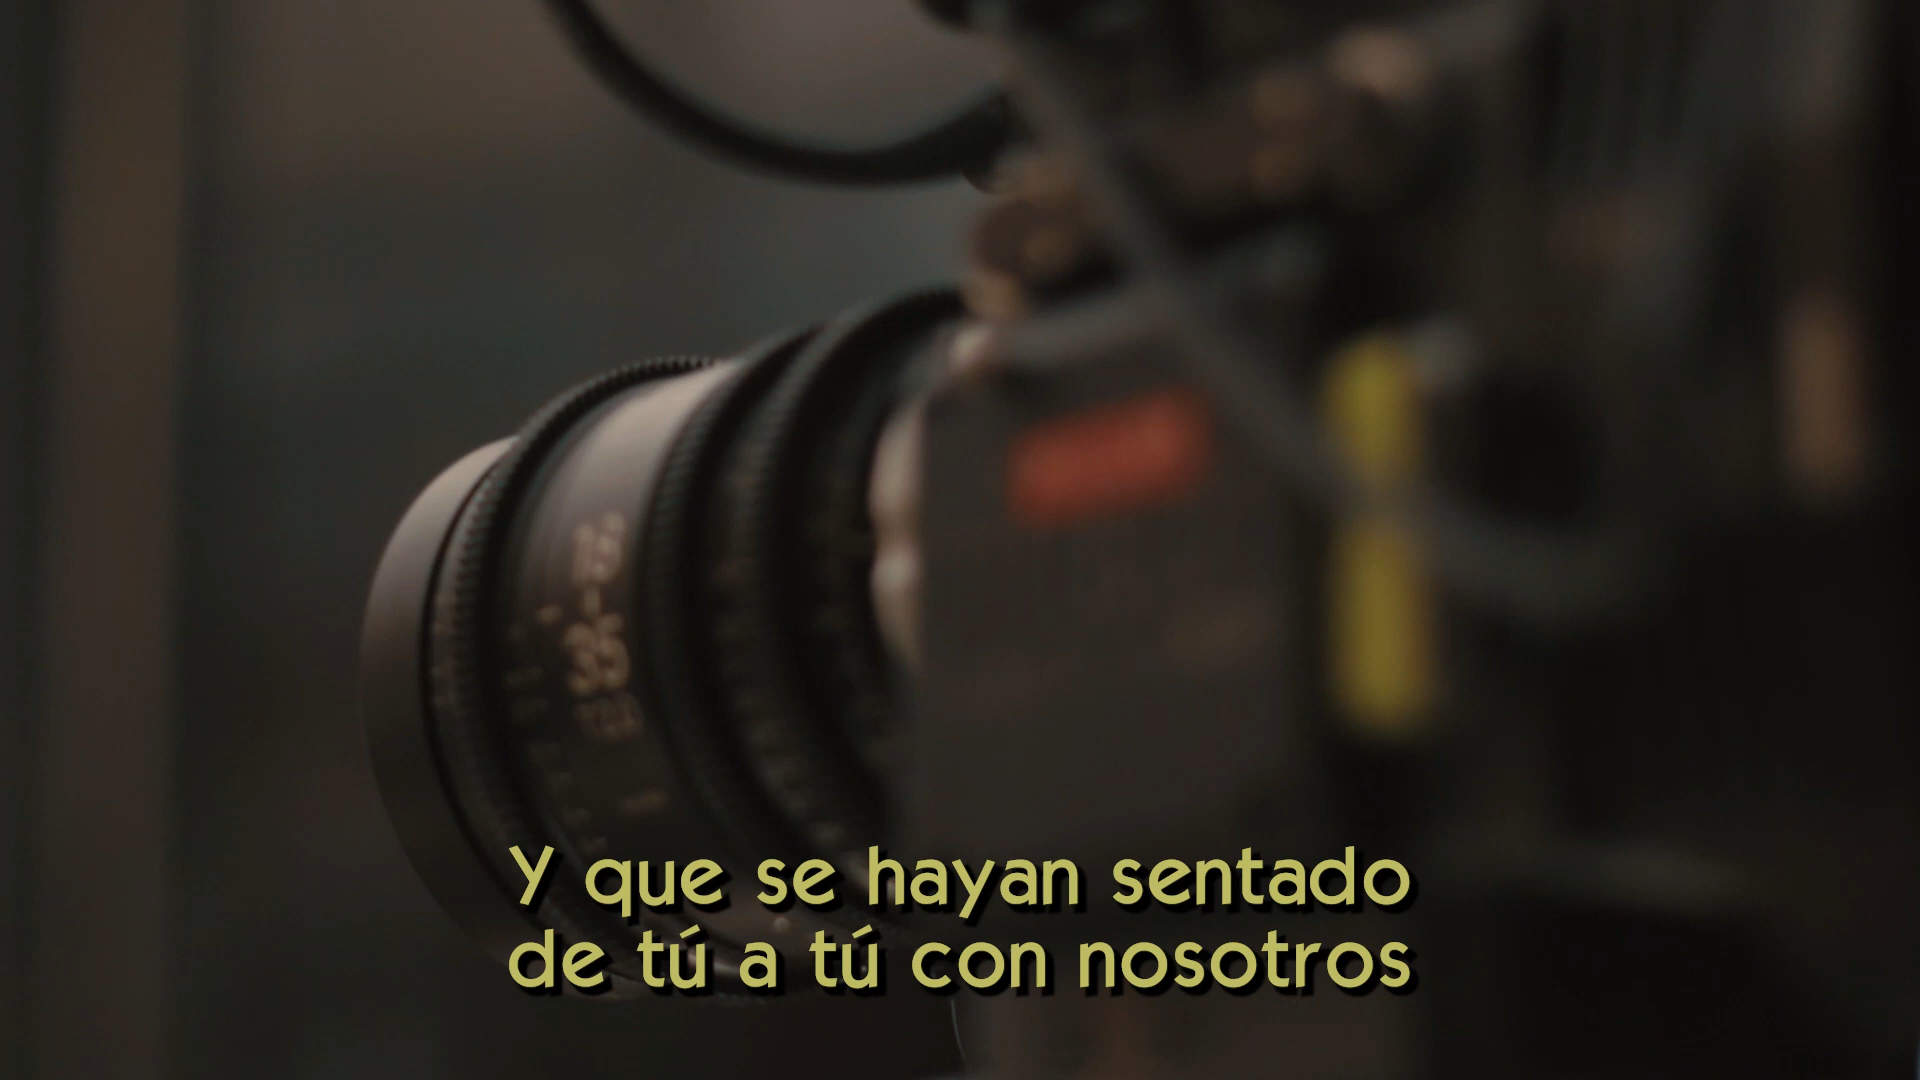 Y que se hayan sentado
de tú a tú con nosotros